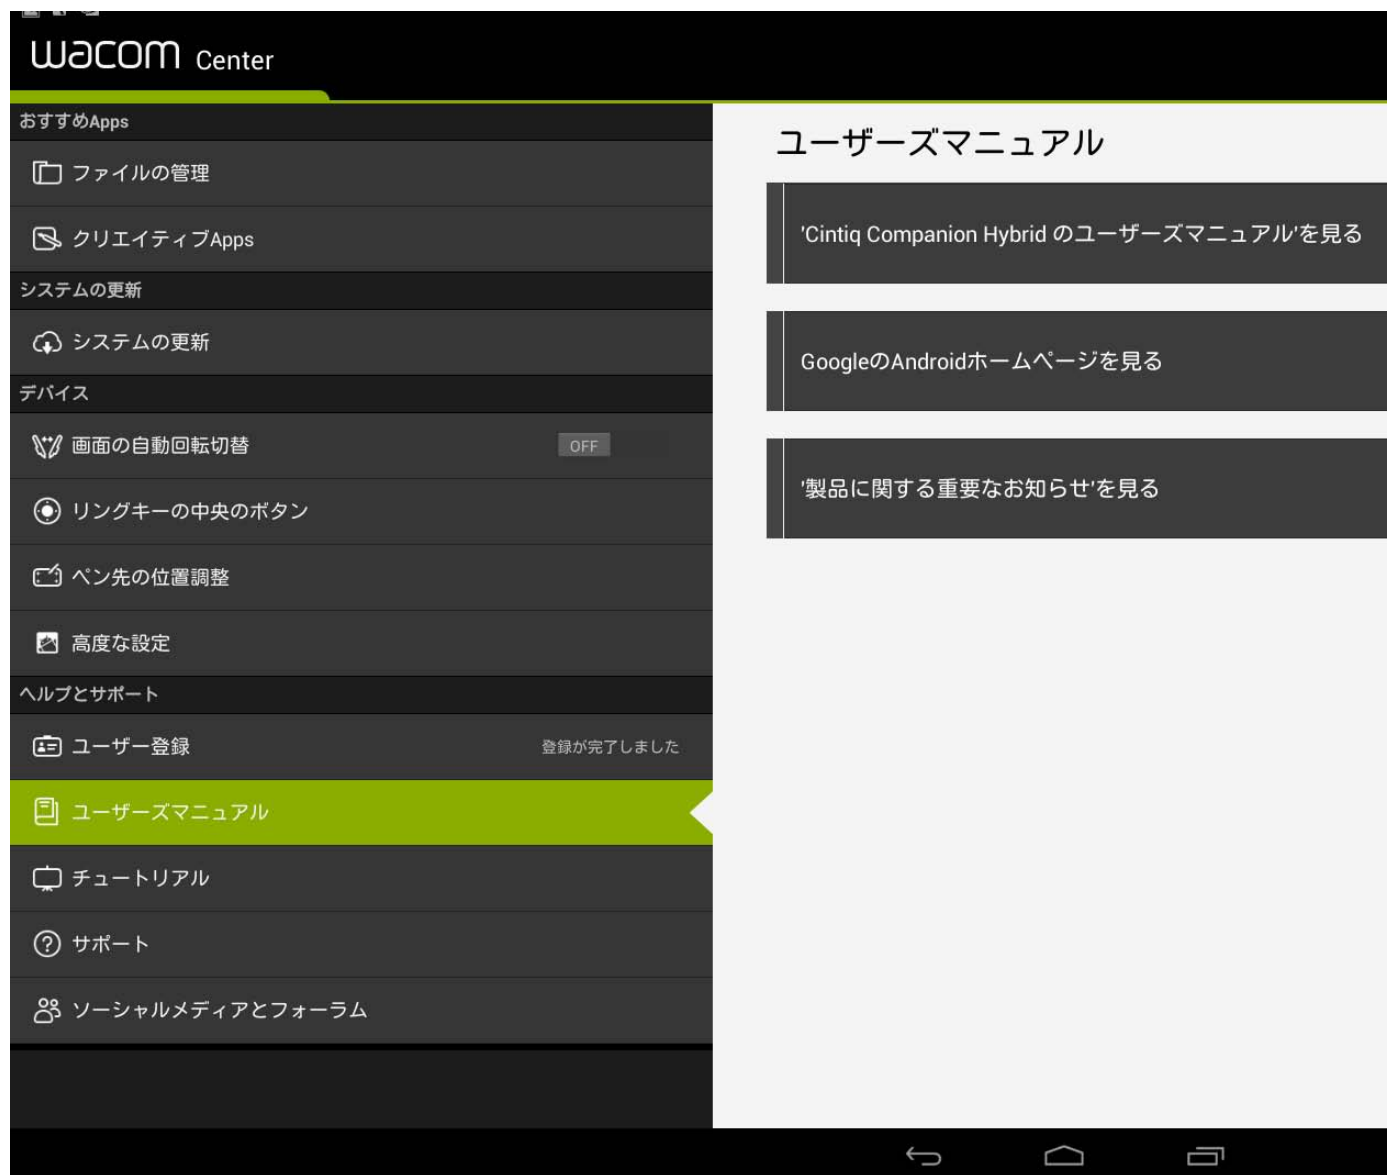 wacom Center
おすすめApps
ファイルの管理
クリエイティブApps
システムの更新
システムの更新
デバイス
画面の自動回転切替 OFF
リングキーの中央のボタン
ペン先の位置調整
高度な設定
ヘルプとサポート
ユーザー登録 登録が完了しました
ユーザーズマニュアル
チュートリアル
サポート
ソーシャルメディアとフォーラム
ユーザーズマニュアル
'Cintiq Companion Hybrid のユーザーズマニュアル'を見る
GoogleのAndroidホームページを見る
'製品に関する重要なお知らせ'を見る